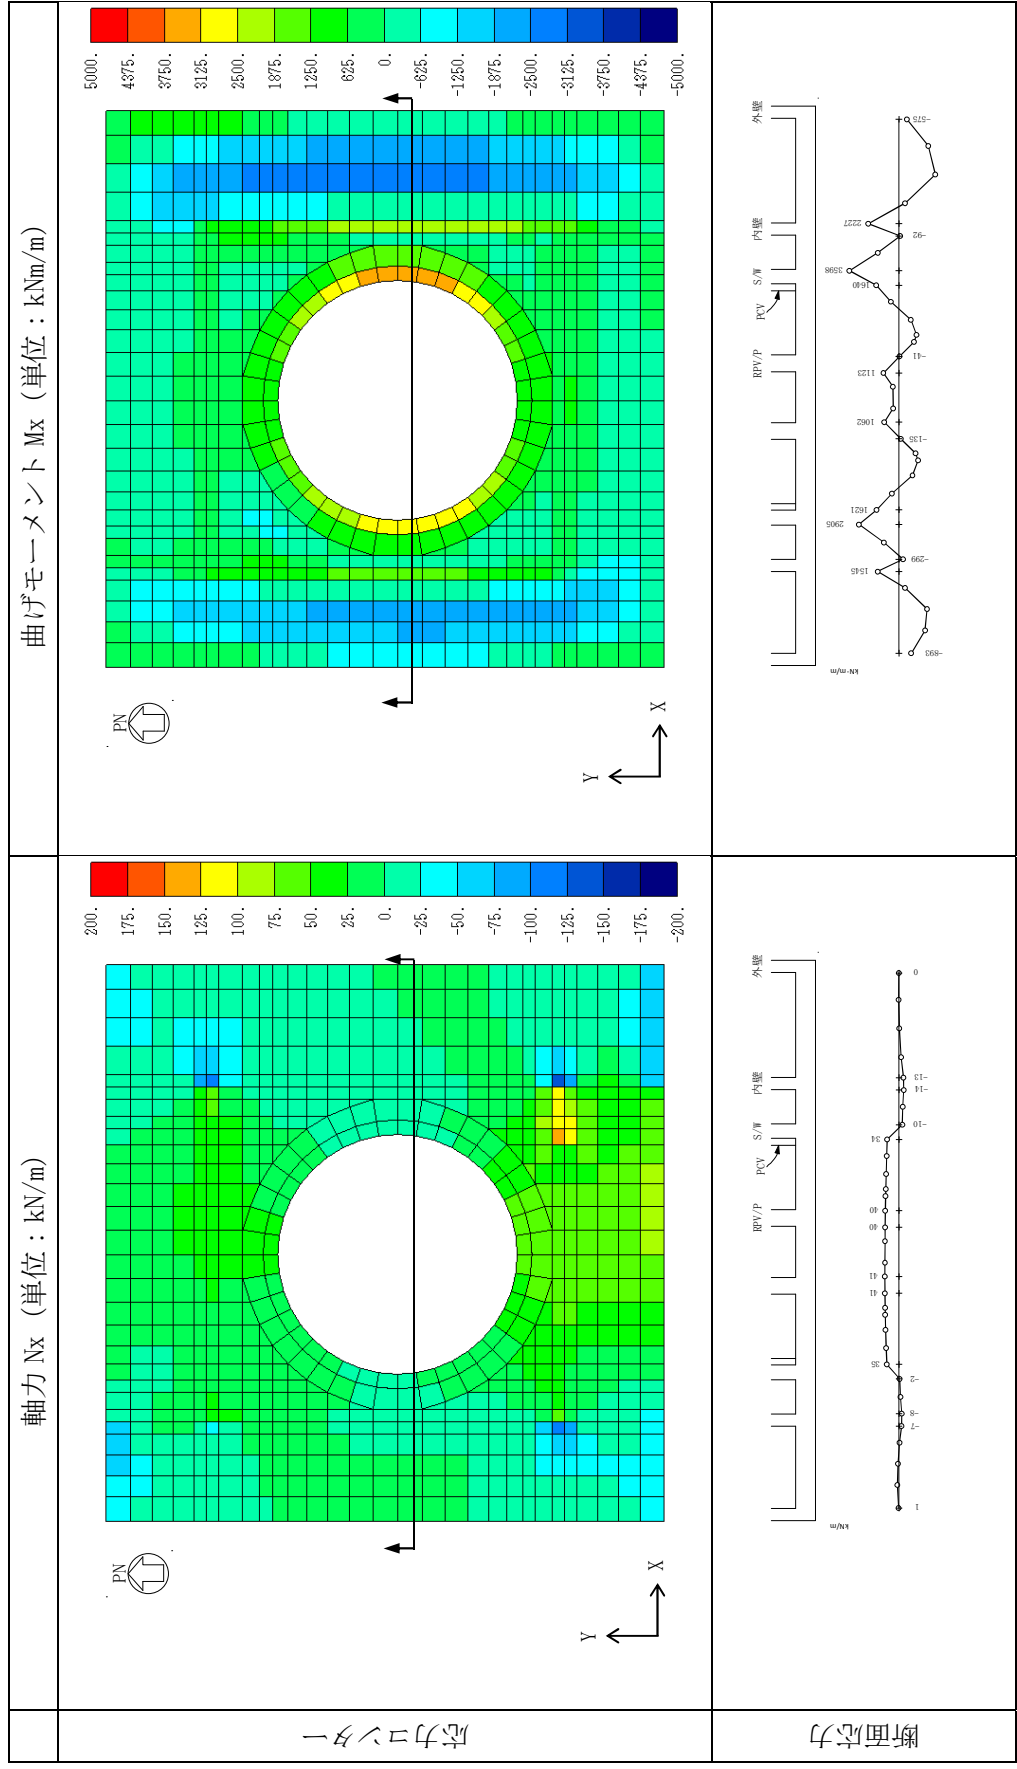 曲げモーメント Mx (単位：kNm/m)
5000.
4375.
3750.
3125.
2500.
1875.
1250.
625.
0.
-625.
-1250.
-1875.
-2500.
-3125.
-3750.
-4375.
-5000.
PN
Y
X
外壁
内壁
S/W
PCV
RPV/P
-575
2227
-92
3598
1640
-41
1123
1062
-135
1621
2905
-299
1545
-893
kN・m/m
軸力 Nx (単位：kN/m)
200.
175.
150.
125.
100.
75.
50.
25.
0.
-25.
-50.
-75.
-100.
-125.
-150.
-175.
-200.
PN
Y
X
外壁
内壁
S/W
PCV
RPV/P
0
-13
-14
-10
34
40
40
41
41
35
-2
-8
-7
1
kN/m
応力コンター
断面応力